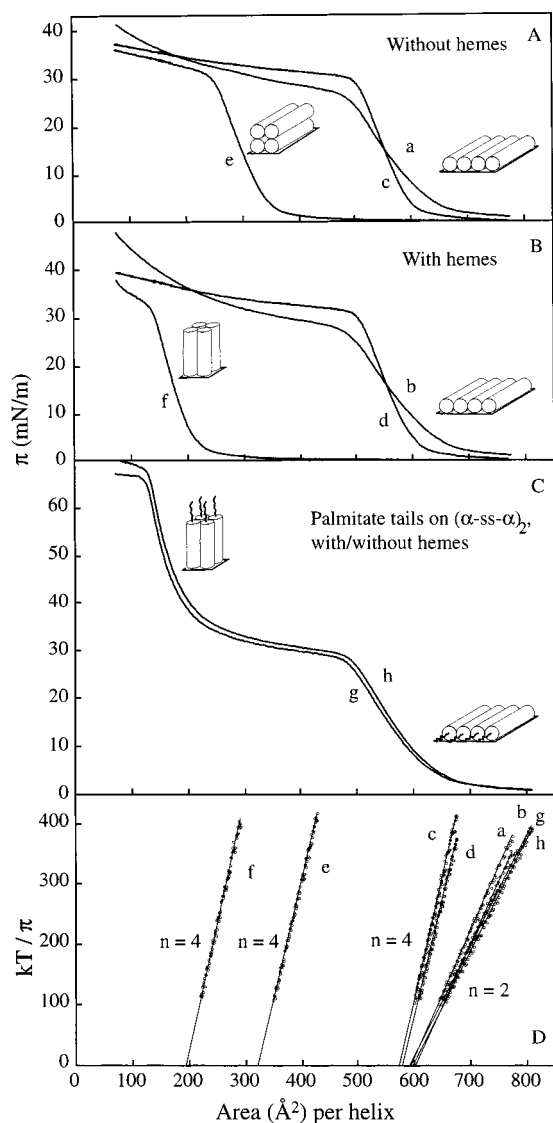 40
A
Without hemes
30
20
a
10
e
c
0
B
40
With hemes
30
20
b
10
f
d
0
C
60
Palmitate tails on (α-ss-α)₂,
with/without hemes
50
40
30
h
20
g
10
0
π (mN/m)
400
c
b
g
a
d
h
300
f
e
200
n = 4
n = 4
n = 4
100
n = 2
0
D
kT / π
0 100 200 300 400 500 600 700 800
Area (Å²) per helix